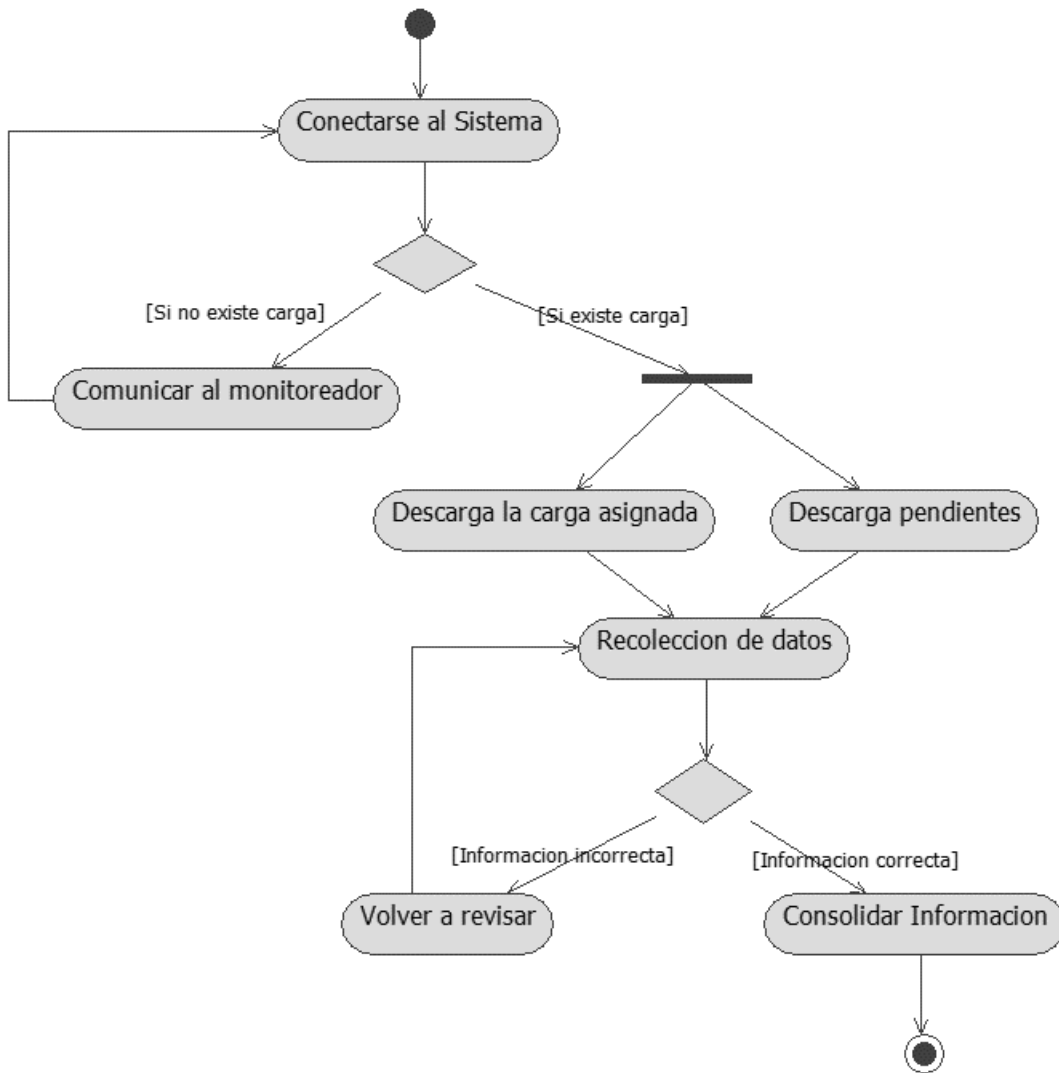 Conectarse al Sistema
[Si no existe carga]
[Si existe carga]
Comunicar al monitoreador
Descarga la carga asignada
Descarga pendientes
Recoleccion de datos
[Informacion incorrecta]
[Informacion correcta]
Volver a revisar
Consolidar Informacion